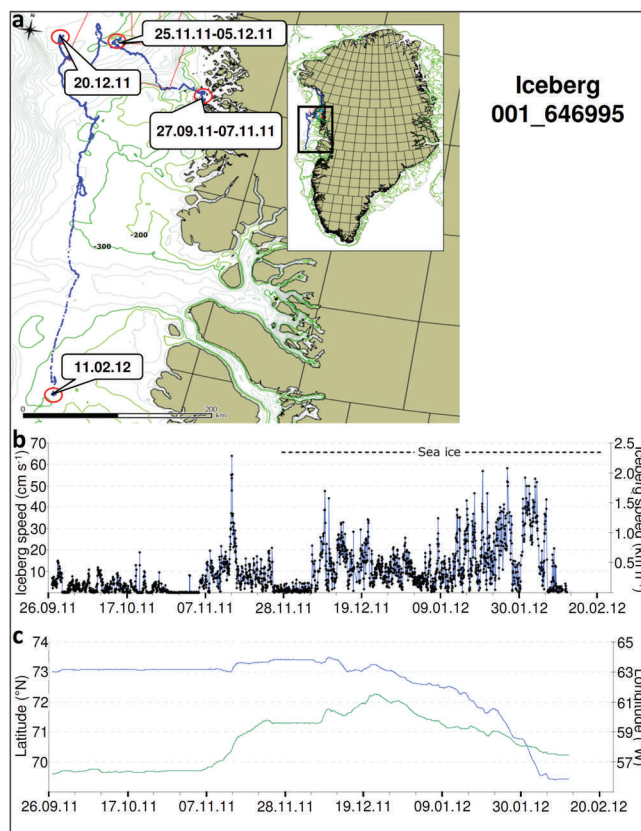 a
25.11.11-05.12.11
20.12.11
27.09.11-07.11.11
Iceberg
001_646995
-200
-300
11.02.12
0
200
km
b
70
60
50
40
30
20
10
Iceberg speed (cm s⁻¹)
Sea ice
2.5
2.0
1.5
1.0
0.5
Iceberg speed
26.09.11 17.10.11 07.11.11 28.11.11 19.12.11 09.01.12 30.01.12 20.02.12
c
74
73
72
71
70
Latitude (°N)
65
63
61
59
57
Longitude (°W)
26.09.11 17.10.11 07.11.11 28.11.11 19.12.11 09.01.12 30.01.12 20.02.12